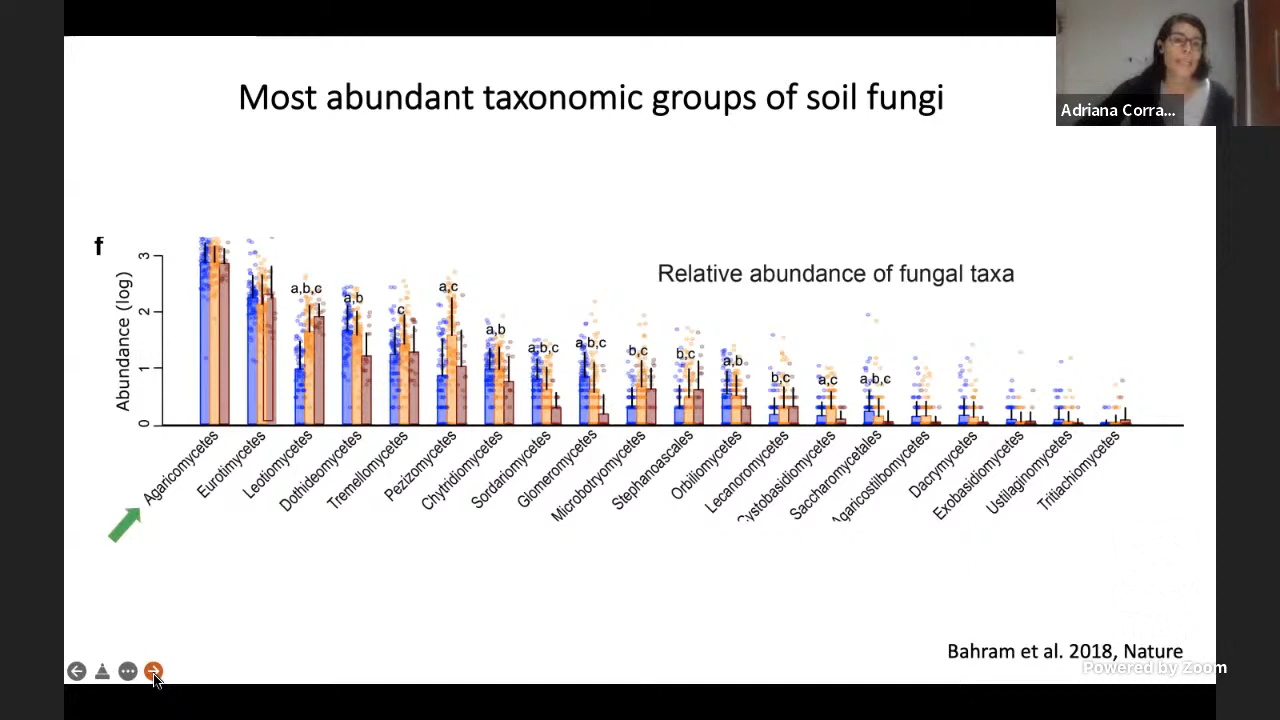 Most abundant taxonomic groups of soil fungi
Adriana Corra...
f
Relative abundance of fungal taxa
Abundance (log)
3
2
1
0
a,b,c
a,b
c
a,c
a,b
a,b,c
a,b,c
b,c
b,c
a,b
b,c
a,c
a,b,c
Agaricomycetes
Eurotimycetes
Leotiomycetes
Dothideomycetes
Tremellomycetes
Pezizomycetes
Chytridiomycetes
Sordariomycetes
Glomeromycetes
Microbotryomycetes
Stephanoascales
Orbiliomycetes
Lecanoromycetes
Cystobasidiomycetes
Saccharomycetales
Agaricostilbomycetes
Dacrymycetes
Exobasidiomycetes
Ustilaginomycetes
Tritiachiomycetes
Bahram et al. 2018, Nature
Powered by Zoom